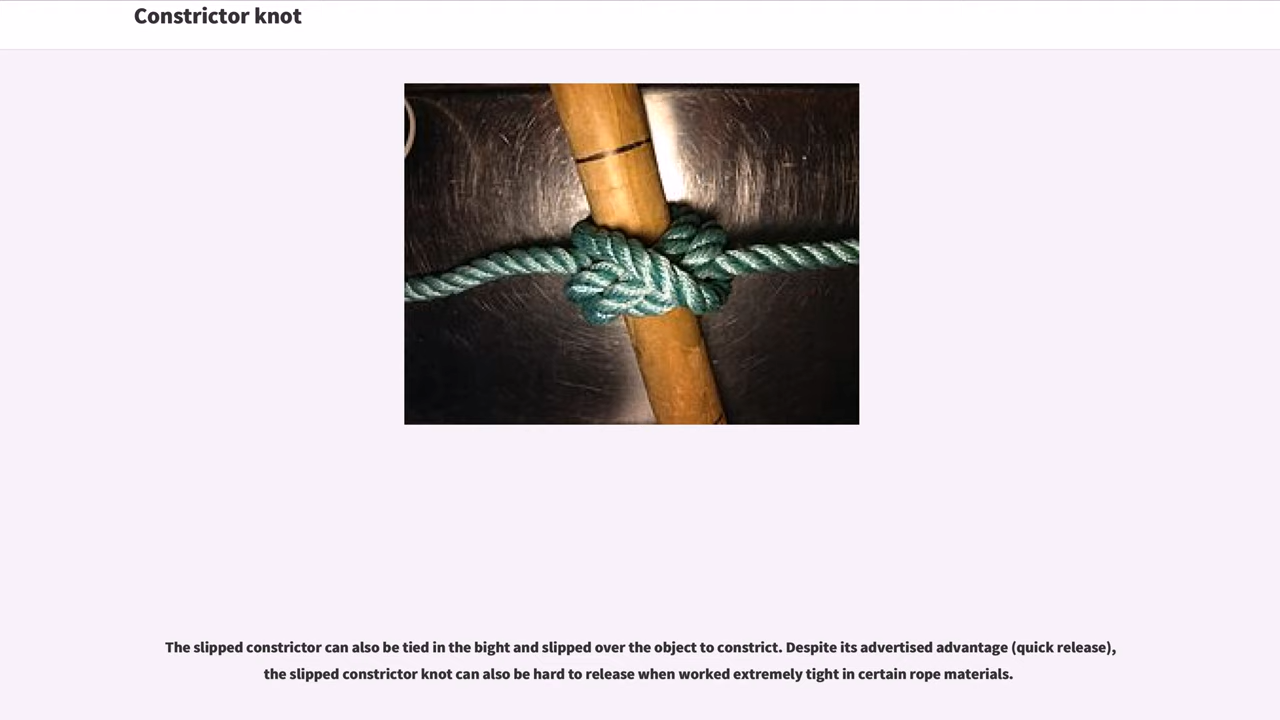 Constrictor knot
The slipped constrictor can also be tied in the bight and slipped over the object to constrict. Despite its advertised advantage (quick release),
the slipped constrictor knot can also be hard to release when worked extremely tight in certain rope materials.